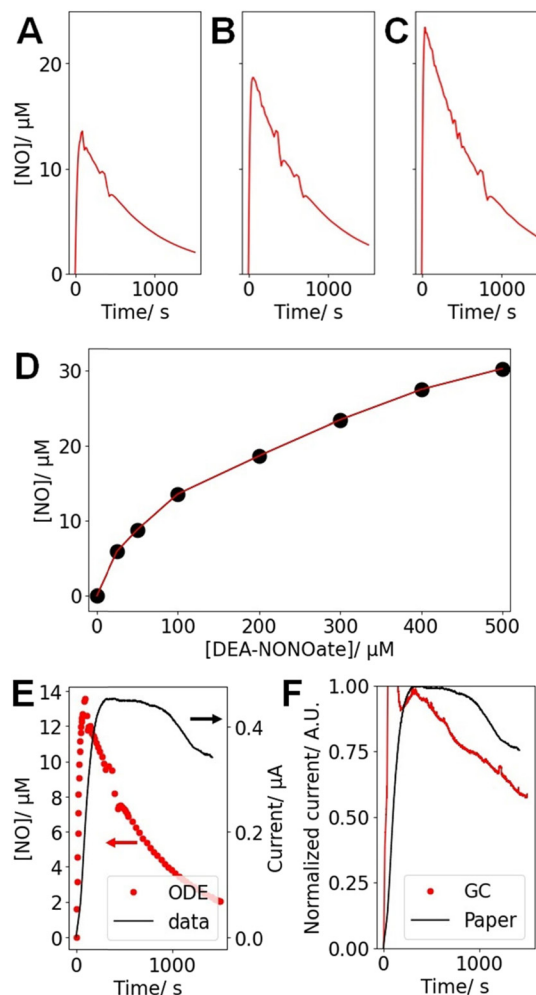 A B C
[NO]/ μM
20
10
0
0 1000
0 1000
0 1000
Time/ s
Time/ s
Time/ s
D
[NO]/ μM
30
20
10
0
0 100 200 300 400 500
[DEA-NONOate]/ μM
E
[NO]/ μM
14
12
10
8
6
4
2
0
0.4
0.2
0.0
Current/ μA
ODE
data
0 1000
Time/ s
F
Normalized current/ A.U.
1.00
0.75
0.50
0.25
0.00
GC
Paper
0 1000
Time/ s